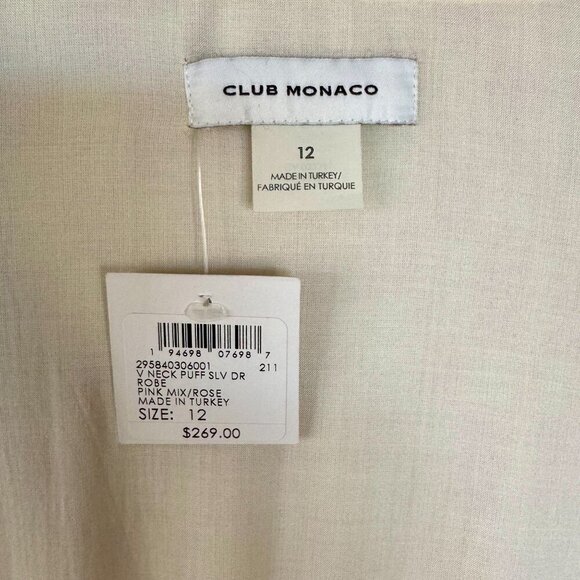 CLUB MONACO
12
MADE IN TURKEY/
FABRIQUÉ EN TURQUIE
1 94698 07698 7
295840306001 211
V NECK PUFF SLV DR
ROBE
PINK MIX/ROSE
MADE IN TURKEY
SIZE: 12
$269.00